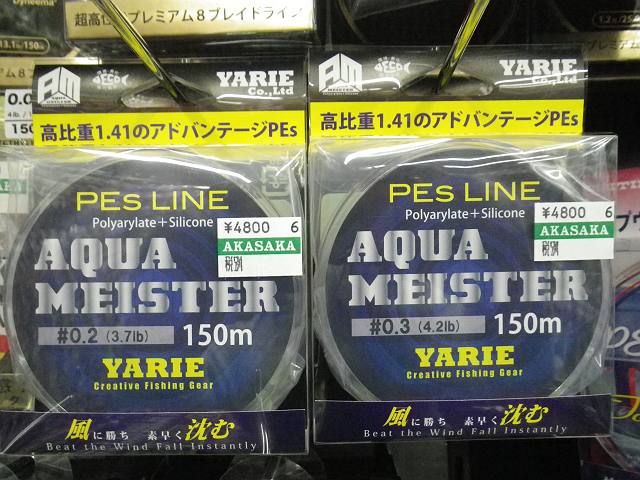 Dyneema
超高
プレミアム8ブレイドライ
YARIE
Co.,Ltd
高比重1.41のアドバンテージPEs
PEs LINE
Polyarylate+Silicone
¥4800 6
AKASAKA
税別
AQUA
MEISTER
#0.2 (3.7lb) 150m
YARIE
Creative Fishing Gear
風に勝ち 素早く沈む
Beat the Wind Fall Instantly
YARIE
Co.,Ltd
高比重1.41のアドバンテージPEs
PEs LINE
Polyarylate+Silicone
¥4800 6
AKASAKA
税別
AQUA
MEISTER
#0.3 (4.2lb) 150m
YARIE
Creative Fishing Gear
風に勝ち 素早く沈む
Beat the Wind Fall Instantly